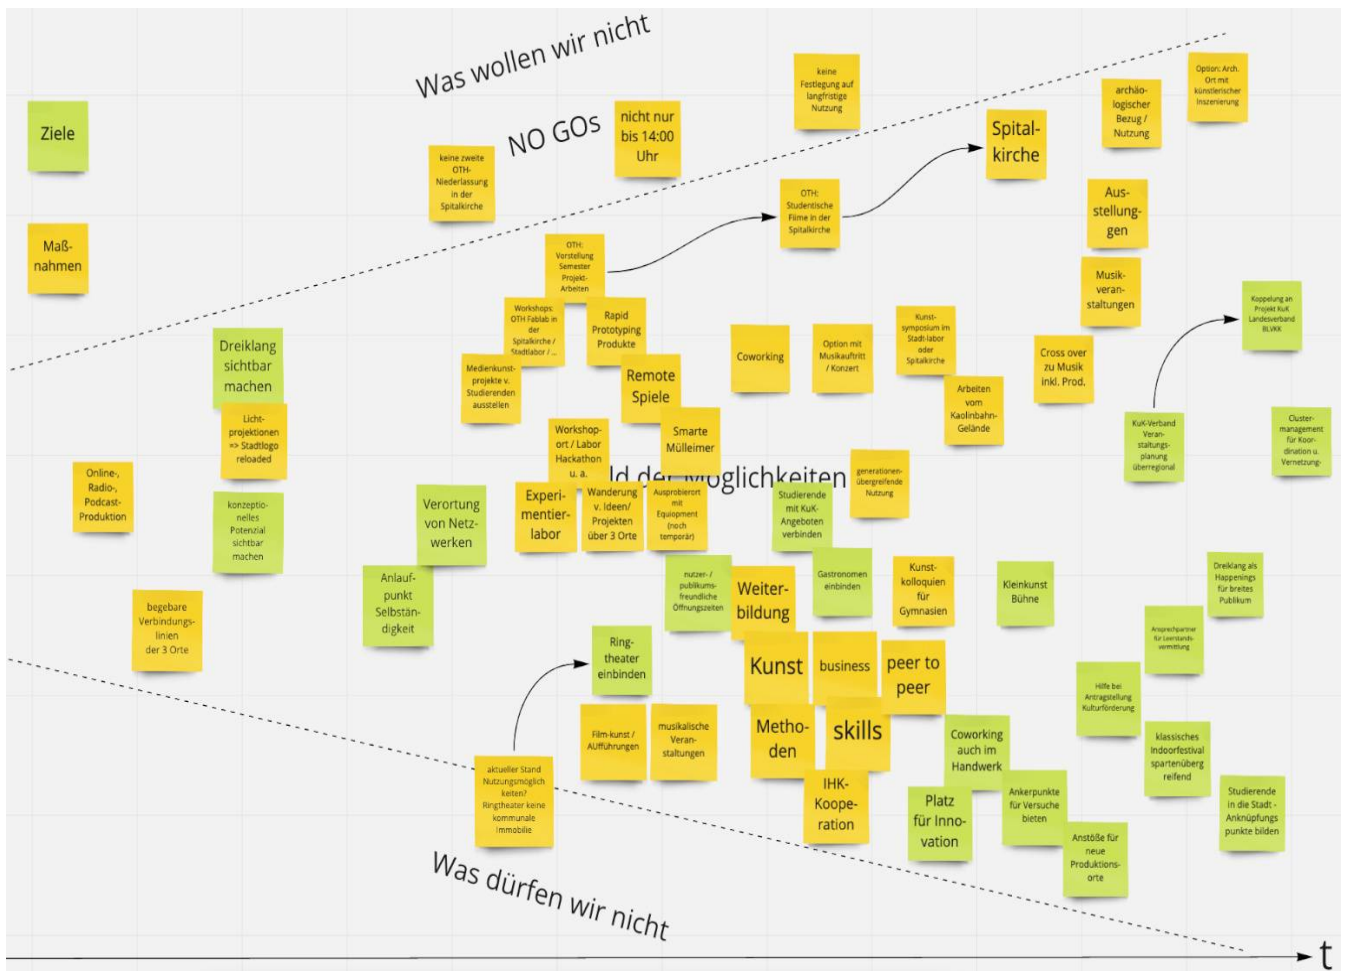 Was wollen wir nicht
NO GOs
Ziele
Maß-
nahmen
keine zweite
OTH-
Niederlassung
in der
Spitalkirche
nicht nur
bis 14:00
Uhr
keine
Festlegung auf
langfristige
Nutzung
Spital-
kirche
archäo-
logischer
Bezug /
Nutzung
Option: Arch.
Ort mit
künstlerischer
Inszenierung
OTH:
Studentische
Filme in der
Spitalkirche
Aus-
stellung-
gen
OTH:
Vorstellung
Semester
Projekt-
Arbeiten
Musik-
veran-
staltungen
Koppelung an
Projekt KuK
Landesverband
BLVKK
Workshops:
OTH Fablab in
der
Spitalkirche /
Stadtlabor / ...
Rapid
Prototyping
Produkte
Dreiklang
sichtbar
machen
Medienkunst-
projekte v.
Studierenden
ausstellen
Remote
Spiele
Coworking
Option mit
Musikauftritt
/ Konzert
Kunst-
symposium im
Stadt-labor
oder
Spitalkirche
Cross over
zu Musik
inkl. Prod.
Arbeiten
vom
Kaolinbahn-
Gelände
Licht-
projektionen
=> Stadtlogo
reloaded
Workshop-
ort / Labor
Hackathon
u. a.
Smarte
Mülleimer
KuK-Verband
Veran-
staltungs-
planung
überregional
Cluster-
management
für Koor-
dination u.
Vernetzung-
Online-,
Radio-,
Podcast-
Produktion
ld der Möglichkeiten
generationen-
übergreifende
Nutzung
konzeptio-
nelles
Potenzial
sichtbar
machen
Verortung
von Netz-
werken
Experi-
mentier-
labor
Wanderung
v. Ideen/
Projekten
über 3 Orte
Ausprobierort
mit
Equiopment
(noch
temporär)
Studierende
mit KuK-
Angeboten
verbinden
Anlauf-
punkt
Selbstän-
digkeit
nutzer- /
publikums-
freundliche
Öffnungszeiten
Weiter-
bildung
Gastronomen
einbinden
Kunst-
kolloquien
für
Gymnasien
Kleinkunst
Bühne
Dreiklang als
Happenings
für breites
Publikum
begebare
Verbindungs-
linien
der 3 Orte
Ring-
theater
einbinden
Kunst
business
peer to
peer
Ansprechpartner
für Leerstands-
vermittlung
Hilfe bei
Antragstellung
Kulturförderung
Film-kunst /
AUfführungen
musikalische
Veran-
staltungen
Metho-
den
skills
Coworking
auch im
Handwerk
klassisches
Indoorfestival
spartenüberg
reifend
aktueller Stand
Nutzungsmöglich
keiten?
Ringtheater keine
kommunale
Immobilie
IHK-
Koope-
ration
Platz
für Inno-
vation
Ankerpunkte
für Versuche
bieten
Studierende
in die Stadt -
Anknüpfungs
punkte bilden
Anstöße für
neue
Produktions-
orte
Was dürfen wir nicht
t